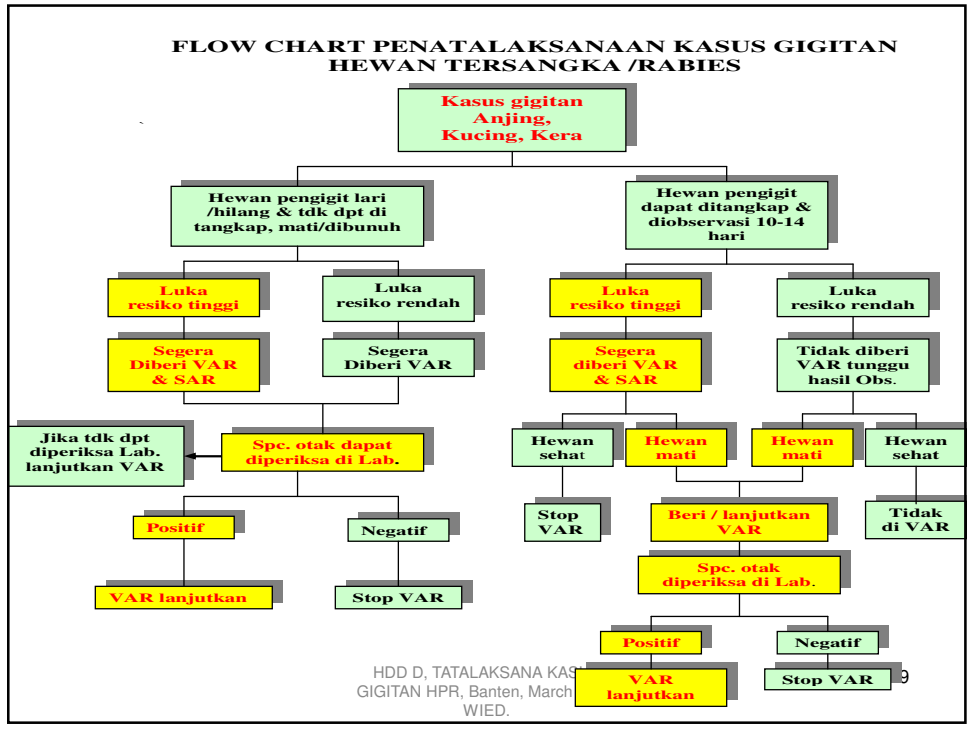 FLOW CHART PENATALAKSANAAN KASUS GIGITAN
HEWAN TERSANGKA /RABIES
Kasus gigitan
Anjing,
Kucing, Kera
`
Hewan pengigit lari
/hilang & tdk dpt di
tangkap, mati/dibunuh
Hewan pengigit
dapat ditangkap &
diobservasi 10-14
hari
Luka
resiko tinggi
Luka
resiko rendah
Luka
resiko tinggi
Luka
resiko rendah
Segera
Diberi VAR
& SAR
Segera
Diberi VAR
Segera
diberi VAR
& SAR
Tidak diberi
VAR tunggu
hasil Obs.
Jika tdk dpt
diperiksa Lab.
lanjutkan VAR
Spc. otak dapat
diperiksa di Lab.
Hewan
sehat
Hewan
mati
Hewan
mati
Hewan
sehat
Positif
Negatif
Stop
VAR
Beri / lanjutkan
VAR
Tidak
di VAR
VAR lanjutkan
Stop VAR
Spc. otak
diperiksa di Lab.
Positif
Negatif
VAR
lanjutkan
Stop VAR
HDD D, TATALAKSANA
GIGITAN HPR, Banten, March
WIED.
9